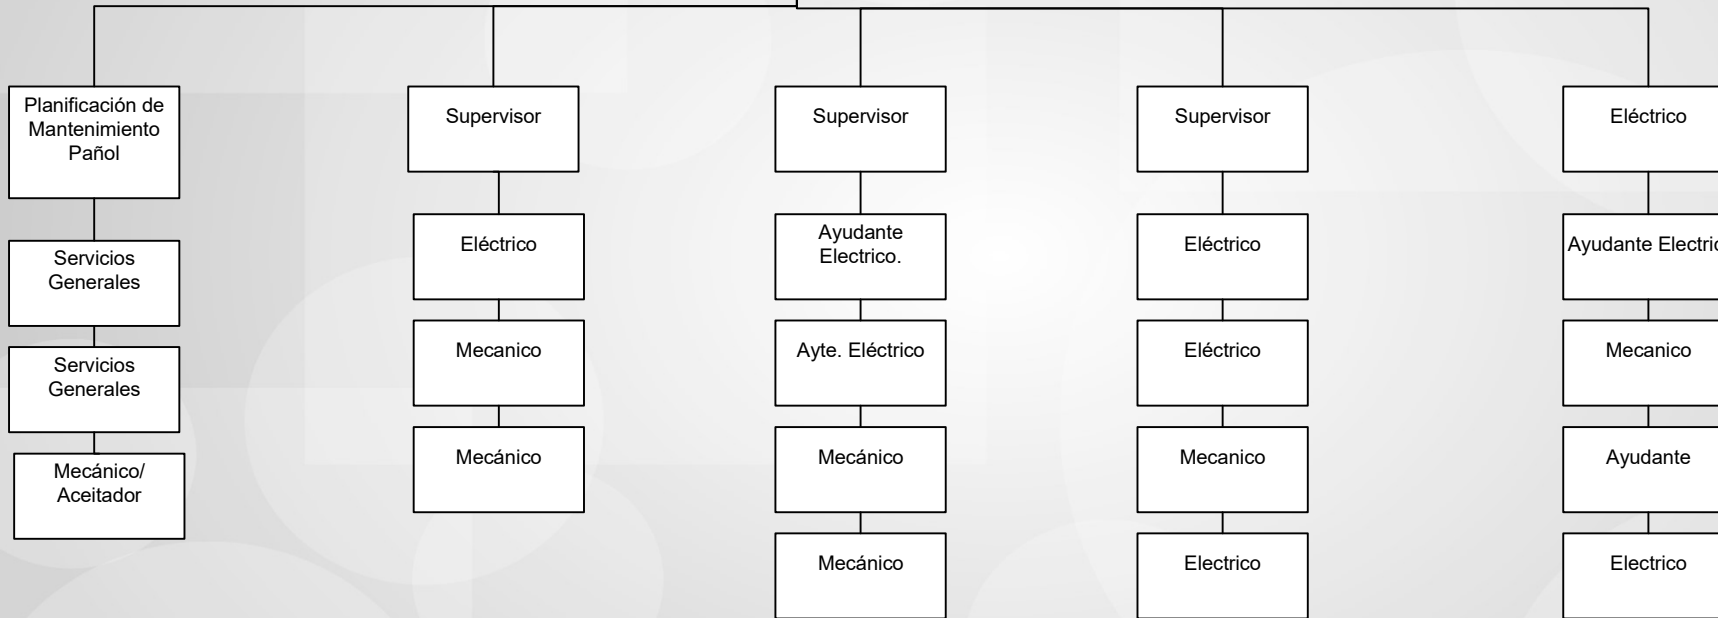 Planificación de
Mantenimiento
Pañol
Servicios
Generales
Servicios
Generales
Mecánico/
Aceitador
Supervisor
Eléctrico
Mecanico
Mecánico
Supervisor
Ayudante
Electrico.
Ayte. Eléctrico
Mecánico
Mecánico
Supervisor
Eléctrico
Eléctrico
Mecanico
Electrico
Eléctrico
Ayudante
Mecanico
Ayudante
Electrico